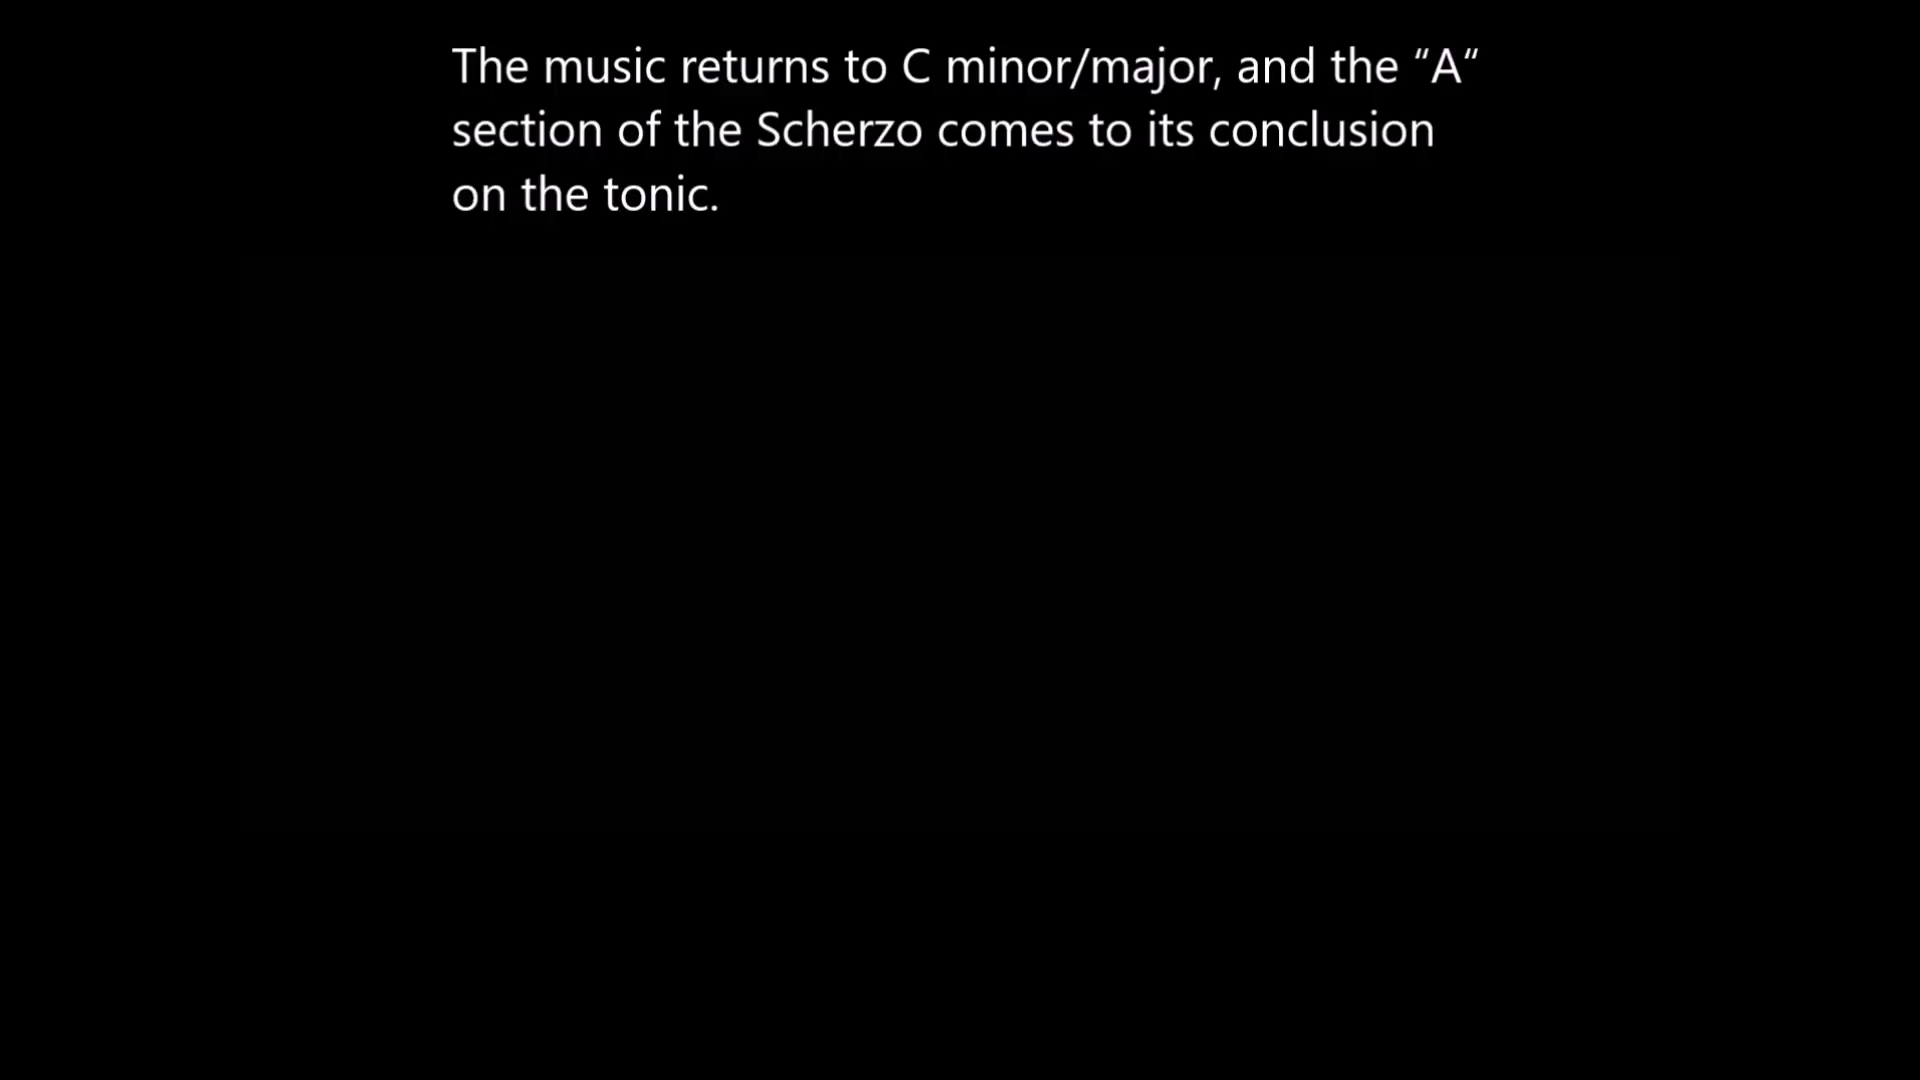 The music returns to C minor/major, and the “A“
section of the Scherzo comes to its conclusion
on the tonic.